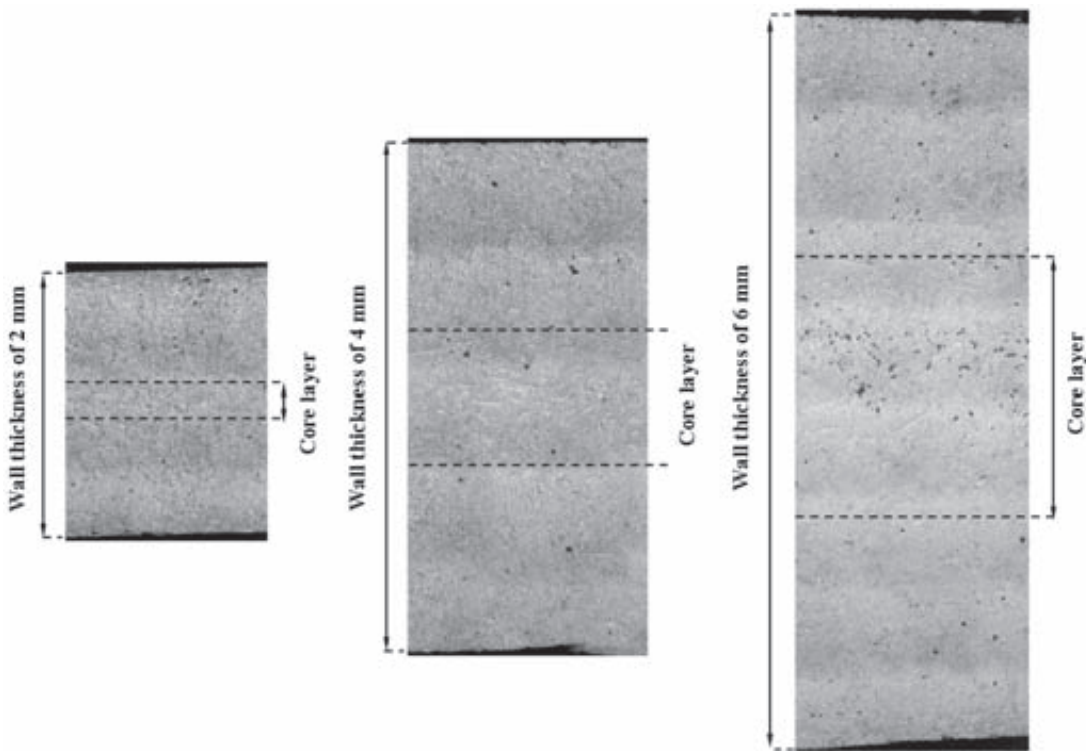 Wall thickness of 2 mm
Core layer
Wall thickness of 4 mm
Core layer
Wall thickness of 6 mm
Core layer